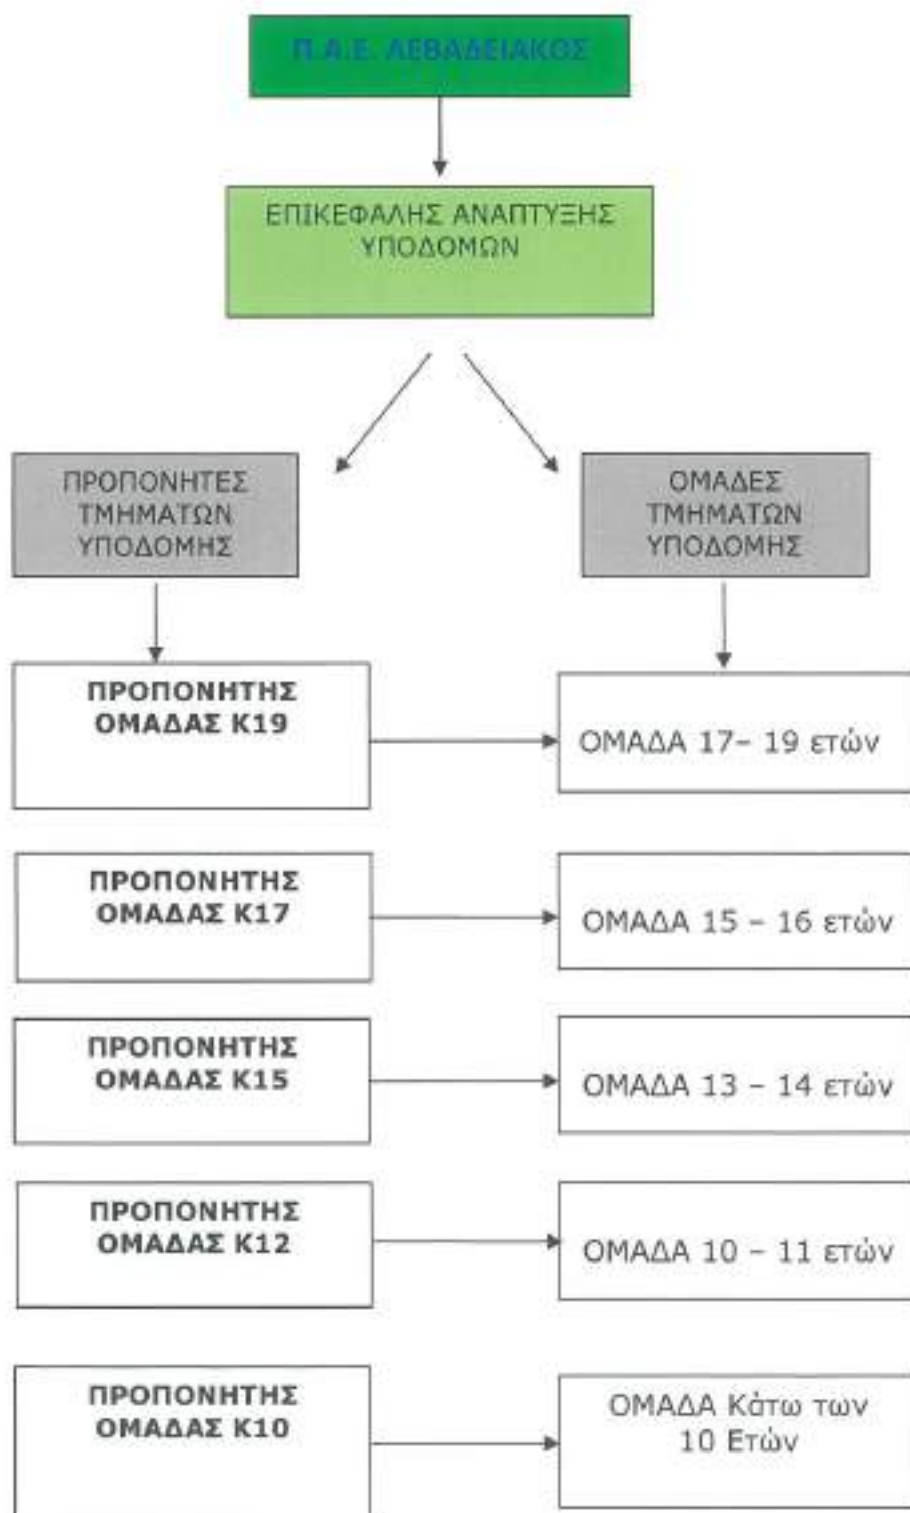 Π.Α.Ε. ΛΕΒΑΔΕΙΑΚΟΣ
ΕΠΙΚΕΦΑΛΗΣ ΑΝΑΠΤΥΞΗΣ
ΥΠΟΔΟΜΩΝ
ΠΡΟΠΟΝΗΤΕΣ
ΤΜΗΜΑΤΩΝ
ΥΠΟΔΟΜΗΣ
ΟΜΑΔΕΣ
ΤΜΗΜΑΤΩΝ
ΥΠΟΔΟΜΗΣ
ΠΡΟΠΟΝΗΤΗΣ
ΟΜΑΔΑΣ Κ19
ΟΜΑΔΑ 17– 19 ετών
ΠΡΟΠΟΝΗΤΗΣ
ΟΜΑΔΑΣ Κ17
ΟΜΑΔΑ 15 – 16 ετών
ΠΡΟΠΟΝΗΤΗΣ
ΟΜΑΔΑΣ Κ15
ΟΜΑΔΑ 13 – 14 ετών
ΠΡΟΠΟΝΗΤΗΣ
ΟΜΑΔΑΣ Κ12
ΟΜΑΔΑ 10 – 11 ετών
ΠΡΟΠΟΝΗΤΗΣ
ΟΜΑΔΑΣ Κ10
ΟΜΑΔΑ Κάτω των
10 Ετών